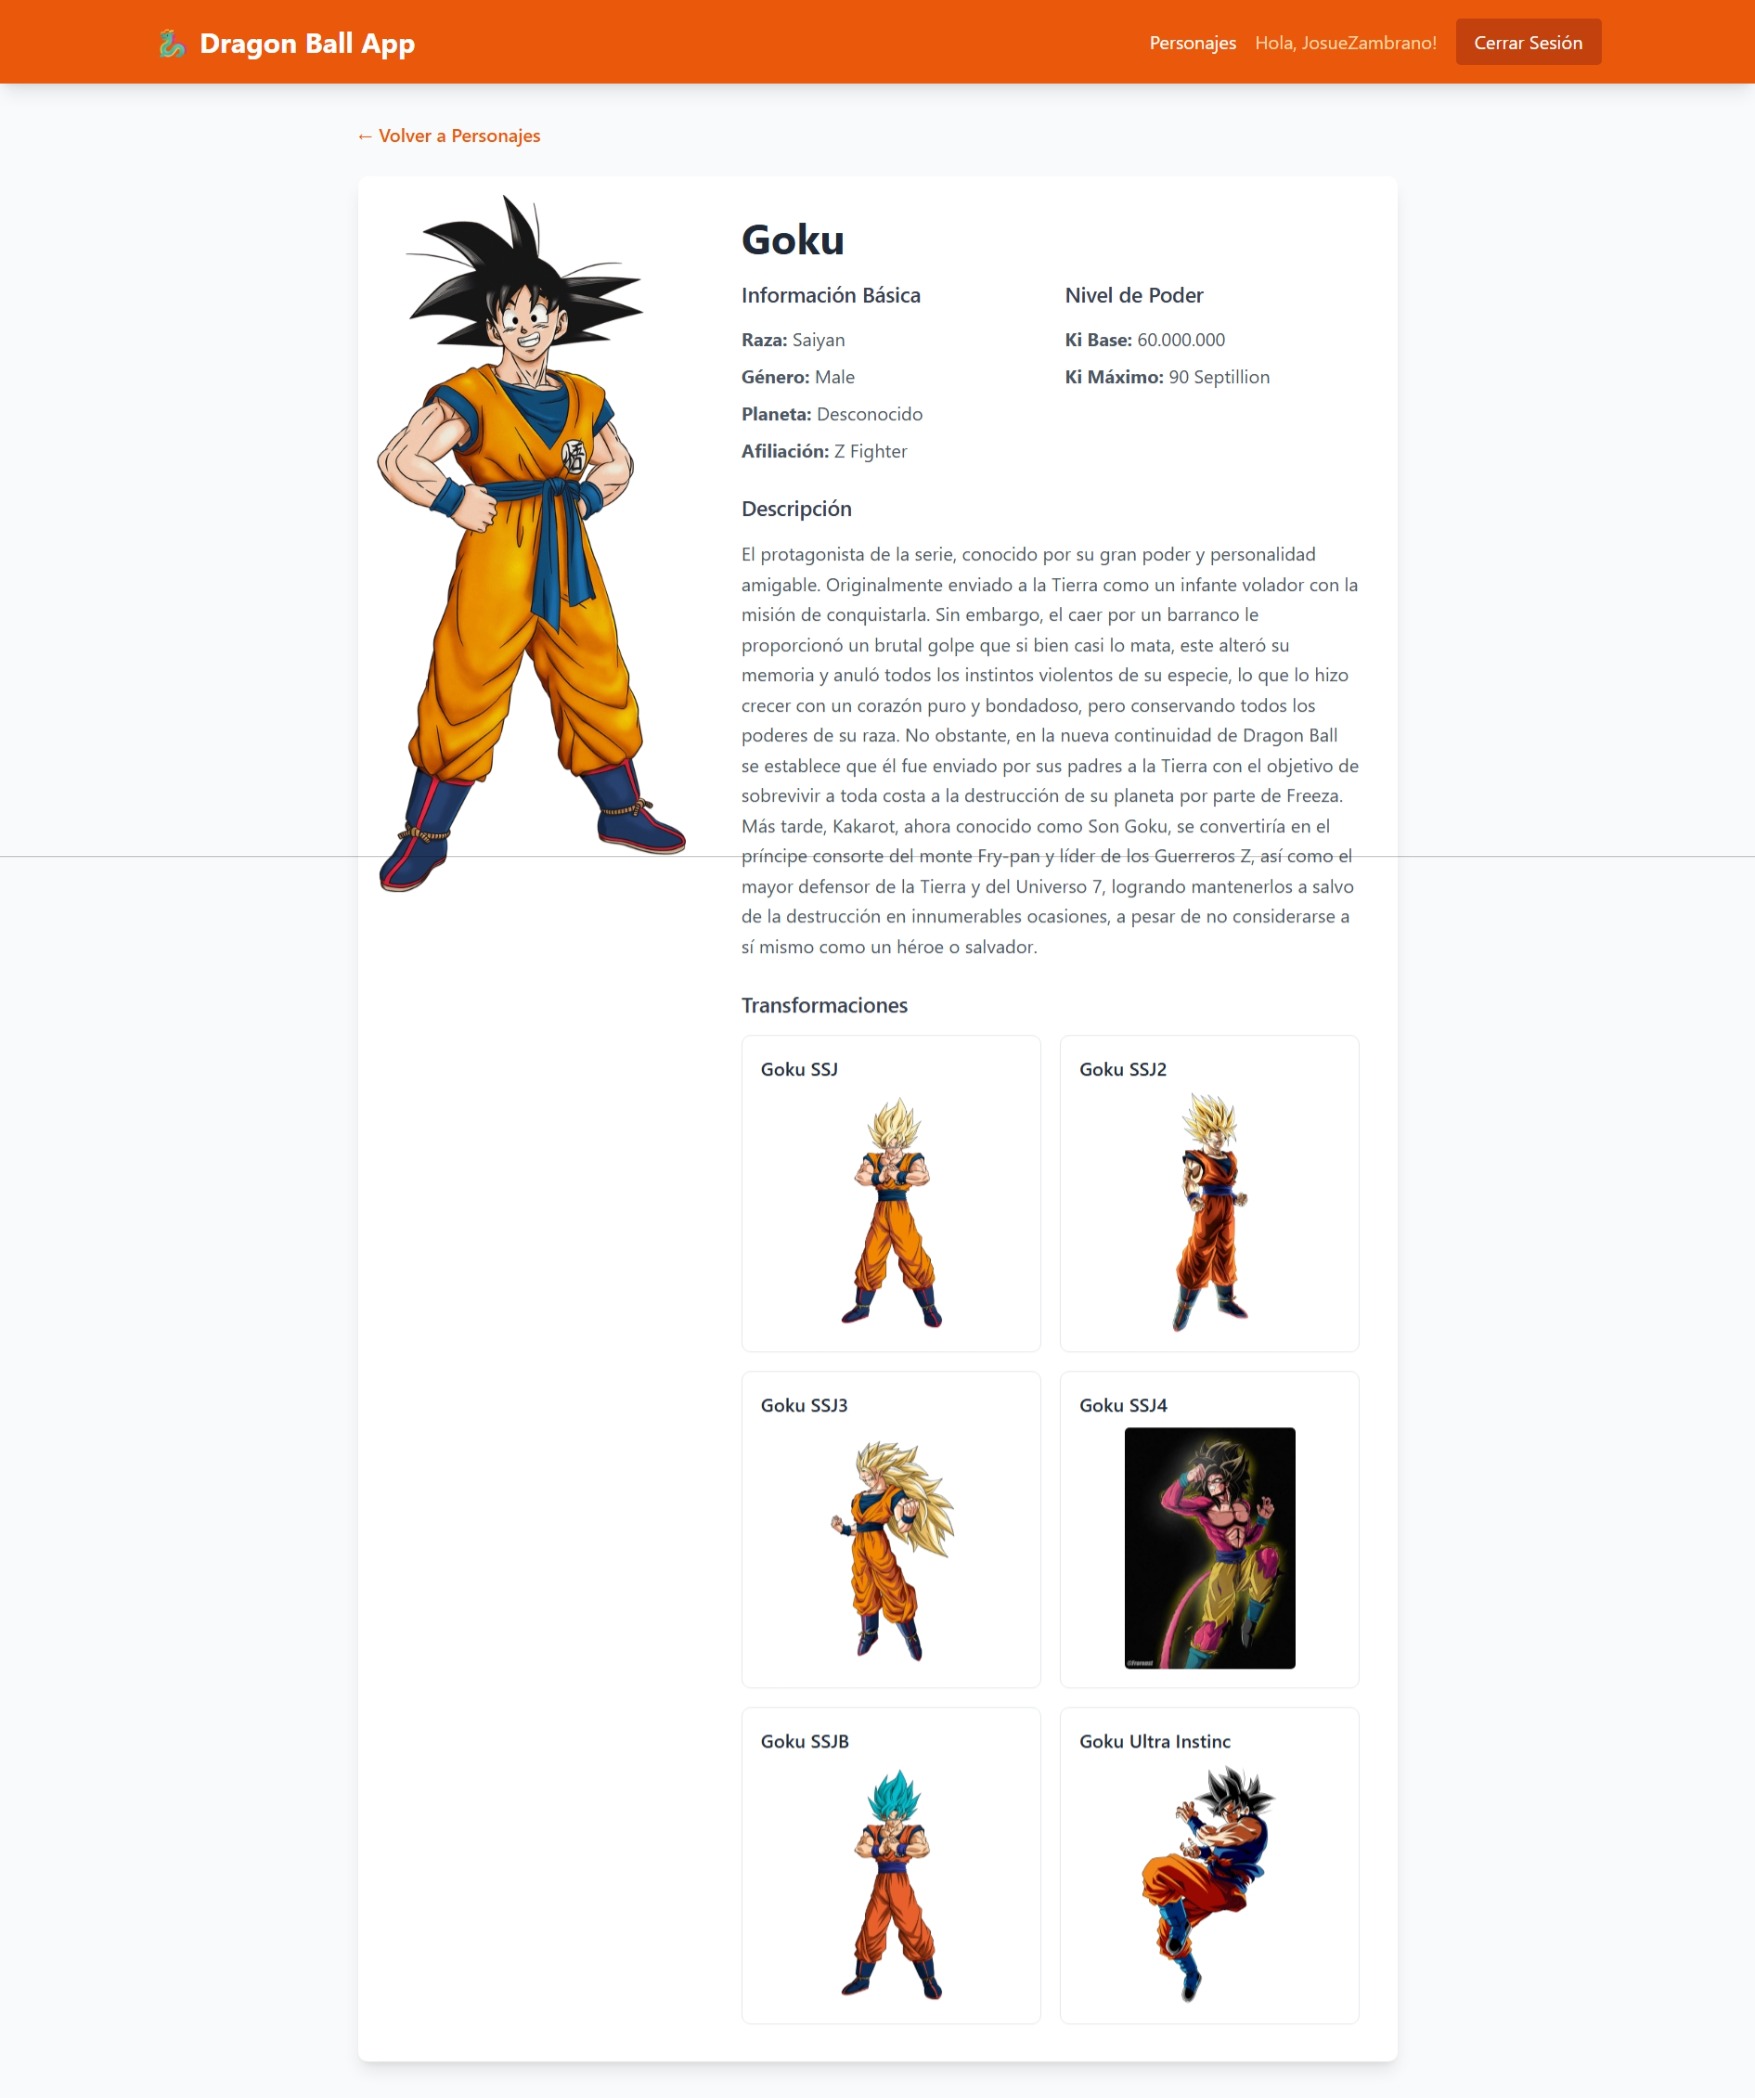 Dragon Ball App
Personajes
Hola, JosueZambrano!
Cerrar Sesión
← Volver a Personajes
Goku
Información Básica
Raza: Saiyan
Género: Male
Planeta: Desconocido
Afiliación: Z Fighter
Nivel de Poder
Ki Base: 60.000.000
Ki Máximo: 90 Septillion
Descripción
El protagonista de la serie, conocido por su gran poder y personalidad
amigable. Originalmente enviado a la Tierra como un infante volador con la
misión de conquistarla. Sin embargo, el caer por un barranco le
proporcionó un brutal golpe que si bien casi lo mata, este alteró su
memoria y anuló todos los instintos violentos de su especie, lo que lo hizo
crecer con un corazón puro y bondadoso, pero conservando todos los
poderes de su raza. No obstante, en la nueva continuidad de Dragon Ball
se establece que él fue enviado por sus padres a la Tierra con el objetivo de
sobrevivir a toda costa a la destrucción de su planeta por parte de Freeza.
Más tarde, Kakarot, ahora conocido como Son Goku, se convertiría en el
príncipe consorte del monte Fry-pan y líder de los Guerreros Z, así como el
mayor defensor de la Tierra y del Universo 7, logrando mantenerlos a salvo
de la destrucción en innumerables ocasiones, a pesar de no considerarse a
sí mismo como un héroe o salvador.
Transformaciones
Goku SSJ
Goku SSJ2
Goku SSJ3
Goku SSJ4
Goku SSJB
Goku Ultra Instinc
悟